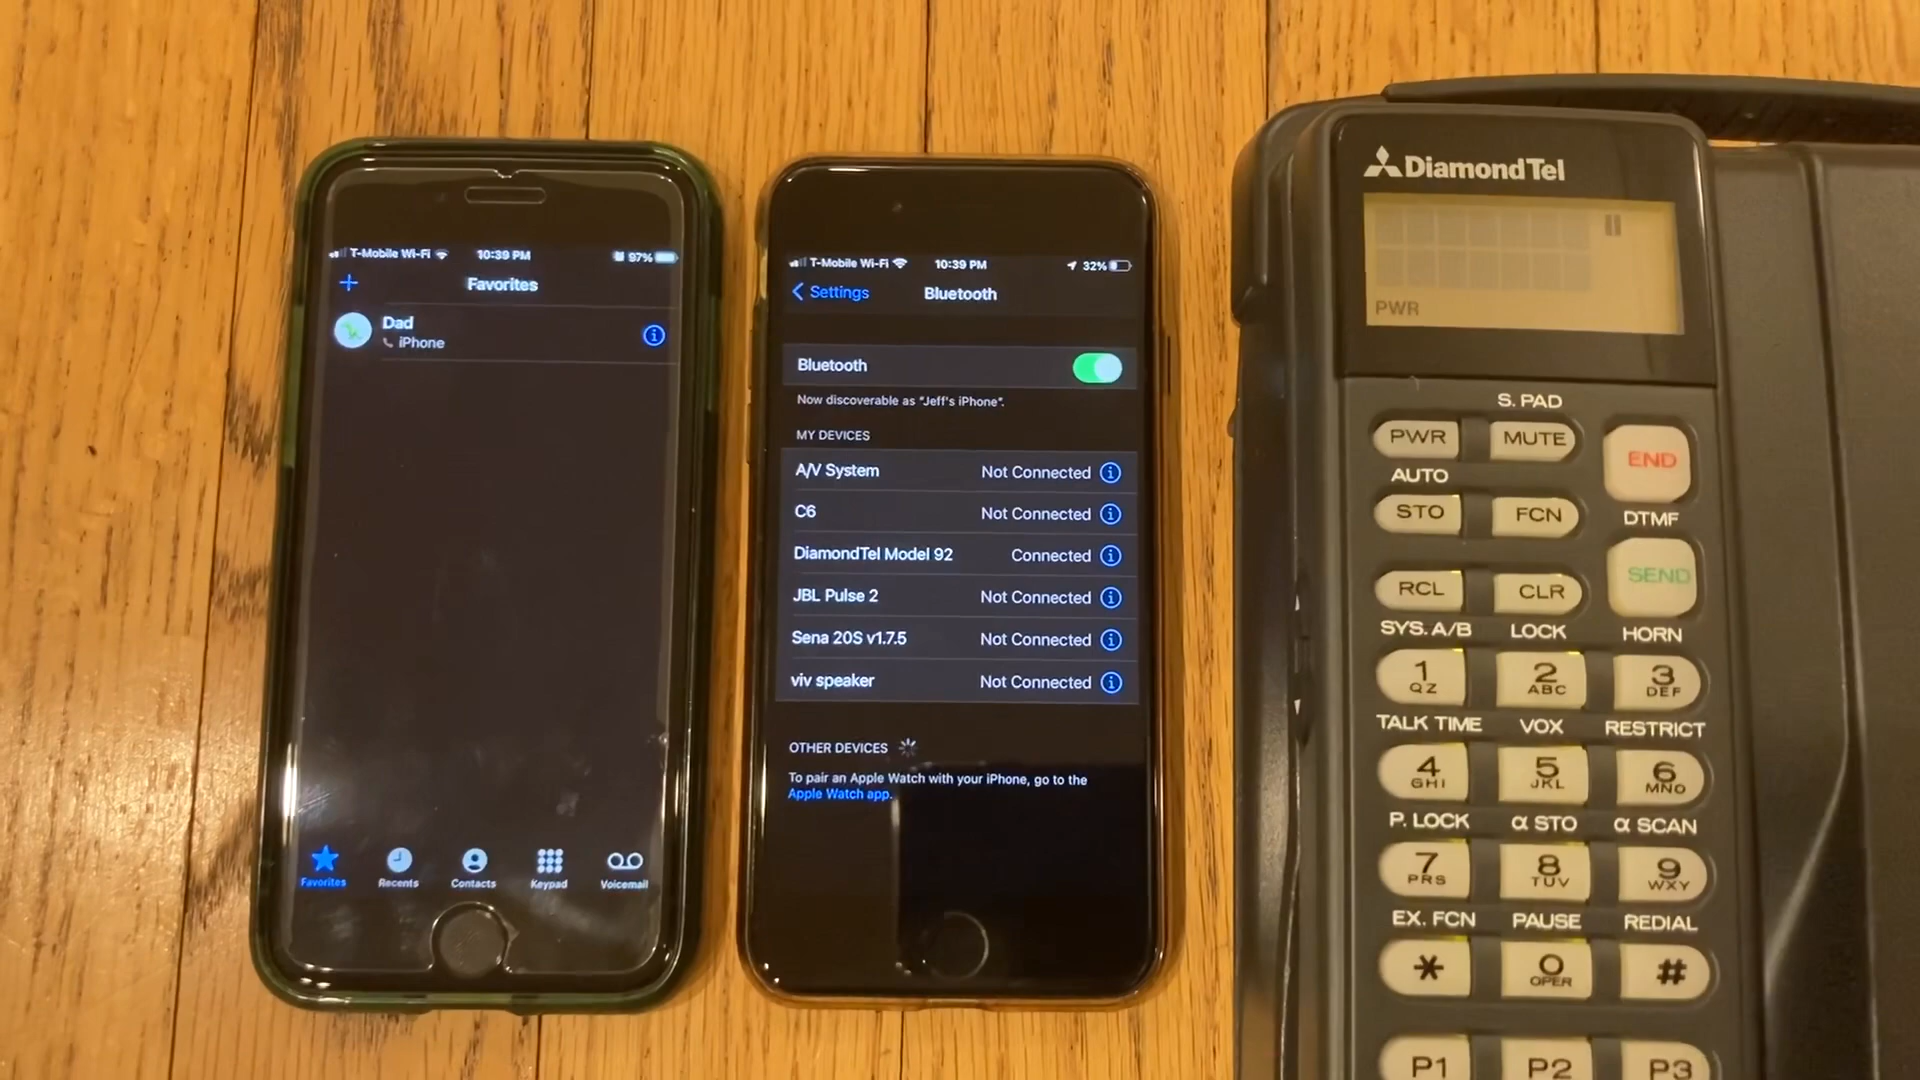 T-Mobile Wi-Fi 10:39 PM 97%
Favorites
Dad
iPhone
Favorites Recents Contacts Keypad Voicemail
T-Mobile Wi-Fi 10:39 PM 32%
Settings Bluetooth
Bluetooth
Now discoverable as "Jeff's iPhone".
MY DEVICES
A/V System Not Connected
C6 Not Connected
DiamondTel Model 92 Connected
JBL Pulse 2 Not Connected
Sena 20S v1.7.5 Not Connected
viv speaker Not Connected
OTHER DEVICES
To pair an Apple Watch with your iPhone, go to the
Apple Watch app.
DiamondTel
PWR
S. PAD
PWR MUTE END
AUTO
STO FCN DTMF
SEND
RCL CLR
SYS. A/B LOCK HORN
1 QZ 2 ABC 3 DEF
TALK TIME VOX RESTRICT
4 GHI 5 JKL 6 MNO
P. LOCK α STO α SCAN
7 PRS 8 TUV 9 WXY
EX. FCN PAUSE REDIAL
* 0 OPER #
P1 P2 P3